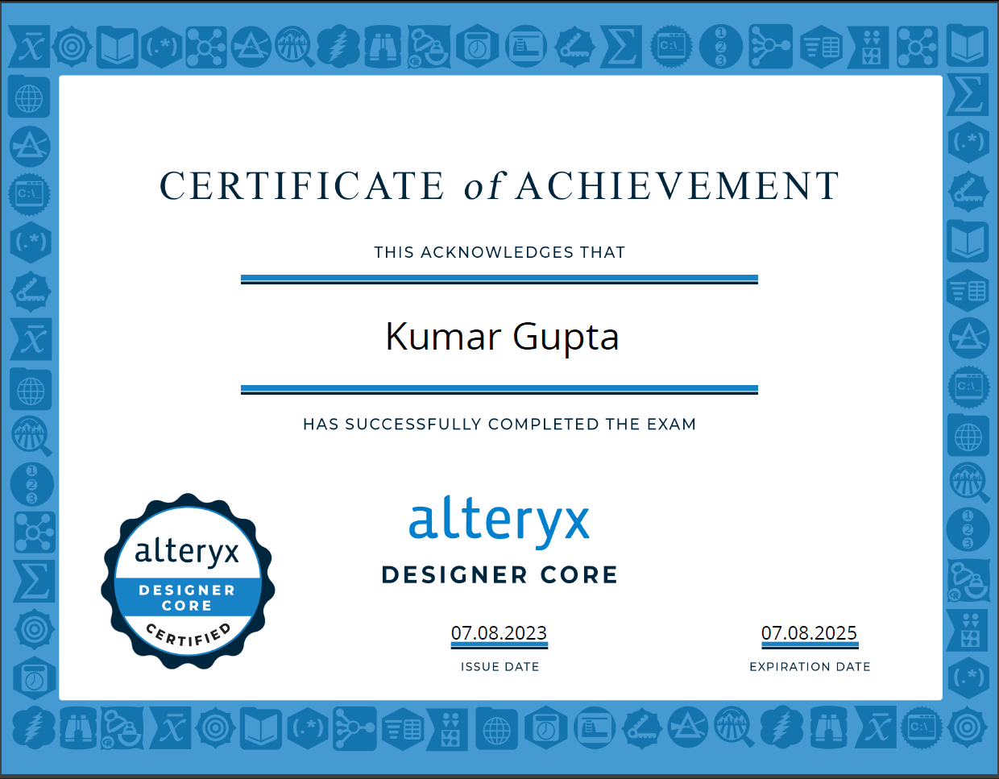 CERTIFICATE of ACHIEVEMENT
THIS ACKNOWLEDGES THAT
Kumar Gupta
HAS SUCCESSFULLY COMPLETED THE EXAM
alteryx
DESIGNER CORE
alteryx
DESIGNER
CORE
CERTIFIED
07.08.2023
ISSUE DATE
07.08.2025
EXPIRATION DATE